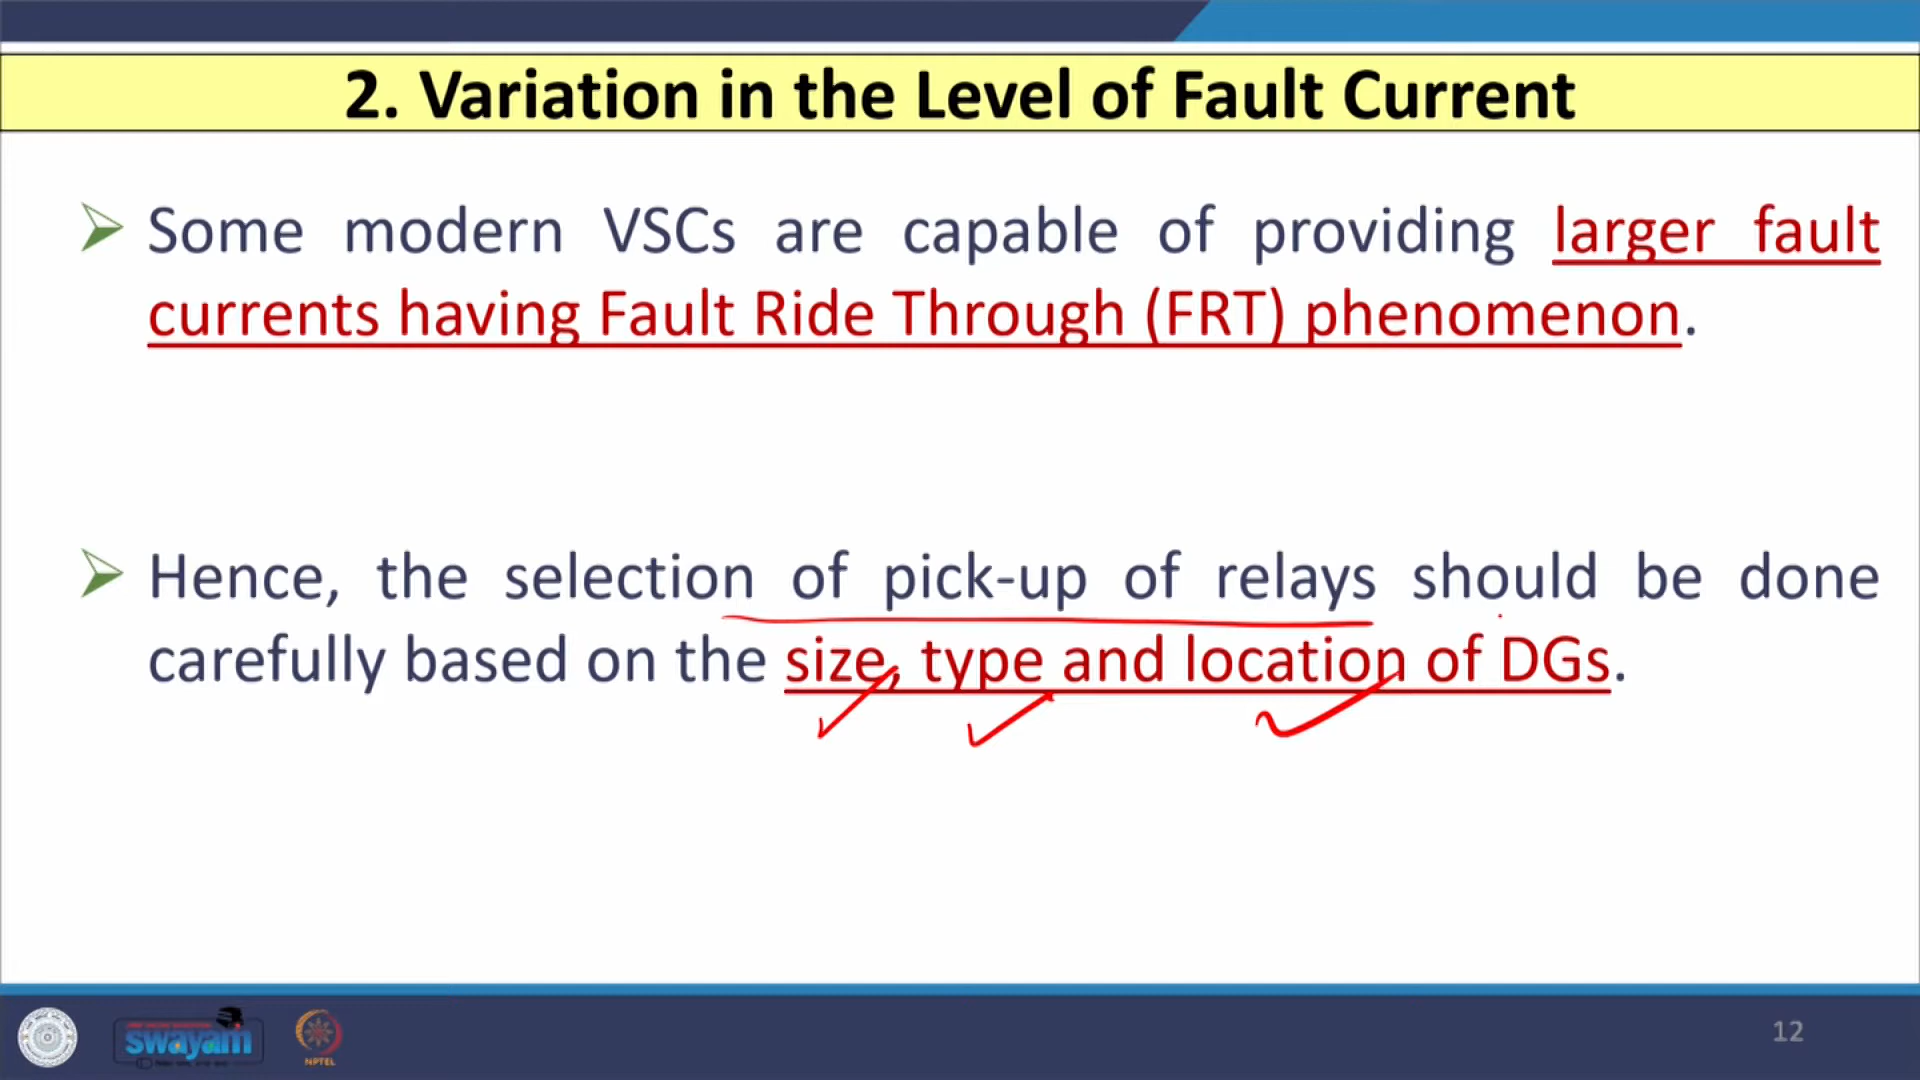 2. Variation in the Level of Fault Current
Some modern VSCs are capable of providing larger fault
currents having Fault Ride Through (FRT) phenomenon.
Hence, the selection of pick-up of relays should be done
carefully based on the size, type and location of DGs.
swayam
NPTEL
12